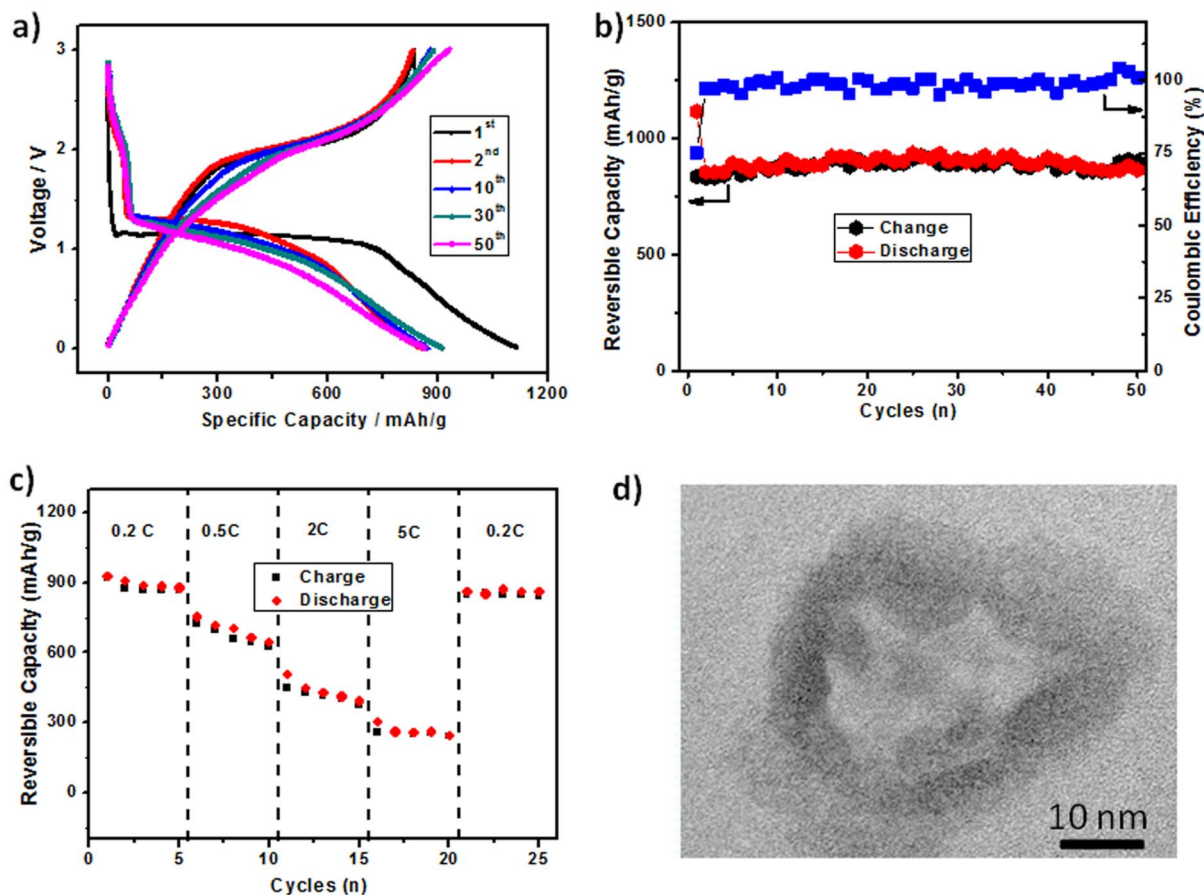 a)
3
2
1
0
Voltage / V
0 300 600 900 1200
Specific Capacity / mAh/g
1st
2nd
10th
30th
50th
b)
1500
1000
500
0
Reversible Capacity (mAh/g)
0 10 20 30 40 50
Cycles (n)
100
75
50
25
0
Coulombic Efficiency (%)
Change
Discharge
c)
1200
900
600
300
0
Reversible Capacity (mAh/g)
0.2 C 0.5C 2C 5C 0.2C
Charge
Discharge
0 5 10 15 20 25
Cycles (n)
d)
10 nm